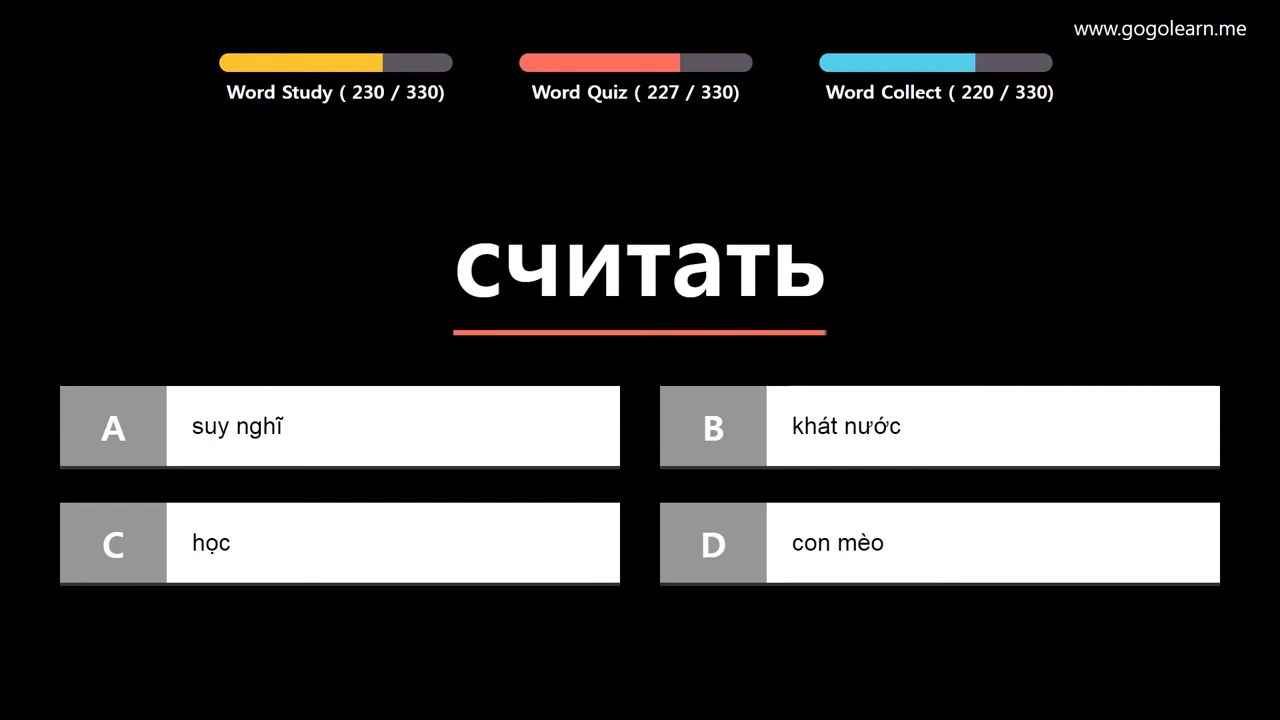 www.gogolearn.me
Word Study ( 230 / 330)
Word Quiz ( 227 / 330)
Word Collect ( 220 / 330)
считать
A suy nghĩ
B khát nước
C học
D con mèo